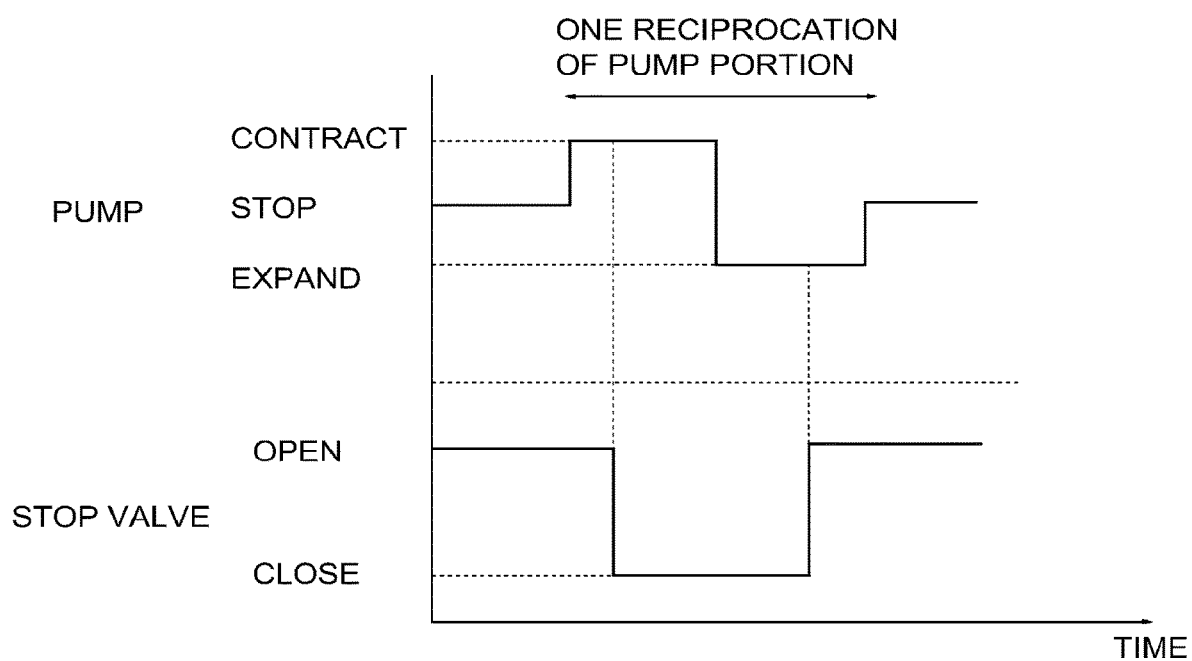 ONE RECIPROCATION
OF PUMP PORTION
CONTRACT
PUMP
STOP
EXPAND
OPEN
STOP VALVE
CLOSE
TIME